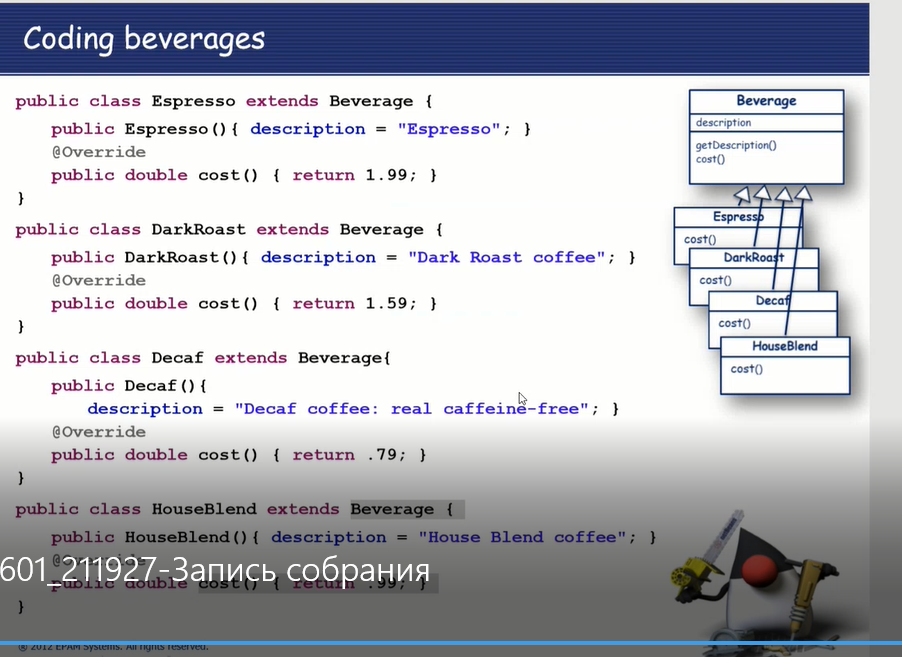 Coding beverages
public class Espresso extends Beverage {
public Espresso(){ description = "Espresso"; }
@Override
public double cost() { return 1.99; }
}
public class DarkRoast extends Beverage {
public DarkRoast(){ description = "Dark Roast coffee"; }
@Override
public double cost() { return 1.59; }
}
public class Decaf extends Beverage{
public Decaf(){
description = "Decaf coffee: real caffeine-free"; }
@Override
public double cost() { return .79; }
}
public class HouseBlend extends Beverage {
public HouseBlend(){ description = "House Blend coffee"; }
@Override
601_211927-Запись собрания
public double cost() { return .99; }
}
© 2012 EPAM Systems. All rights reserved.
Beverage
description
getDescription()
cost()
Espresso
cost()
DarkRoast
cost()
Decaf
cost()
HouseBlend
cost()